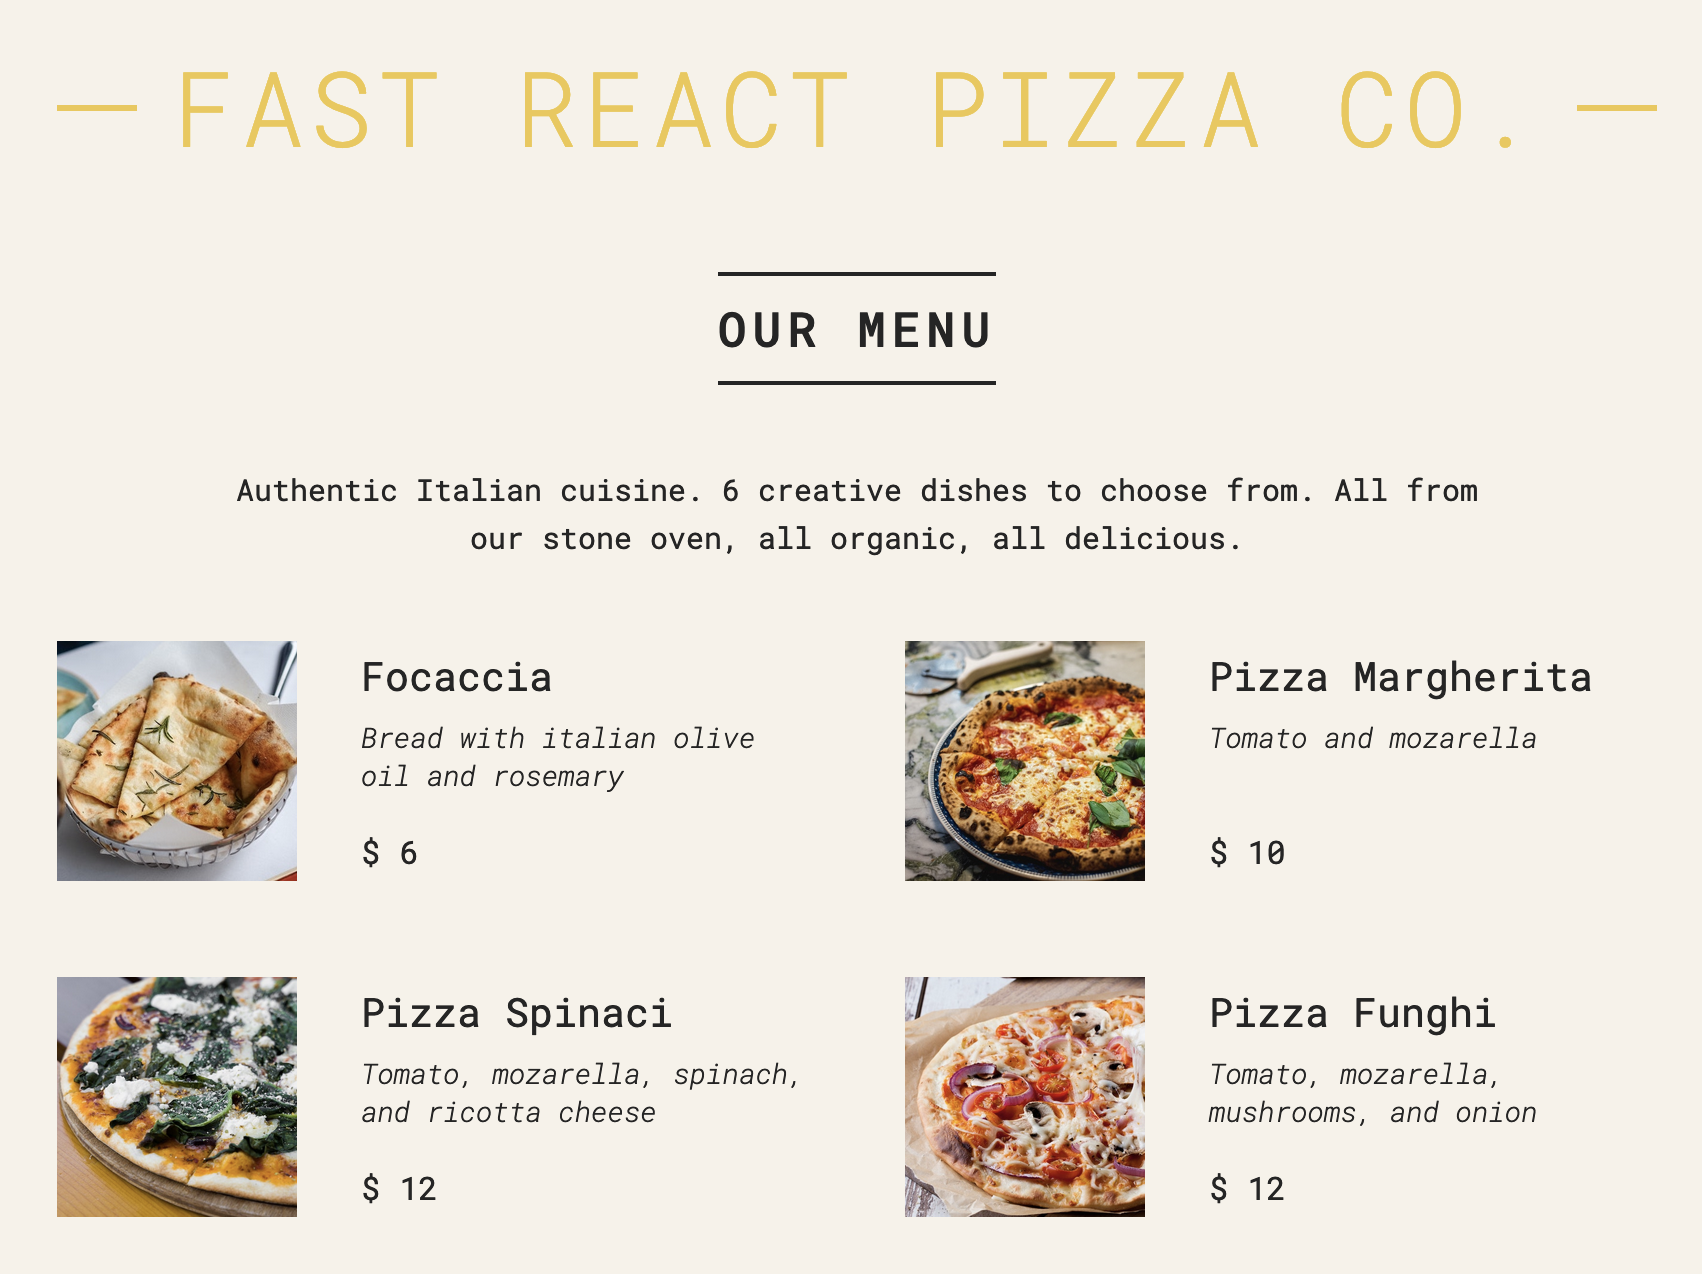 — FAST REACT PIZZA CO. —
OUR MENU
Authentic Italian cuisine. 6 creative dishes to choose from. All from
our stone oven, all organic, all delicious.
Focaccia
Bread with italian olive
oil and rosemary
$ 6
Pizza Margherita
Tomato and mozarella
$ 10
Pizza Spinaci
Tomato, mozarella, spinach,
and ricotta cheese
$ 12
Pizza Funghi
Tomato, mozarella,
mushrooms, and onion
$ 12